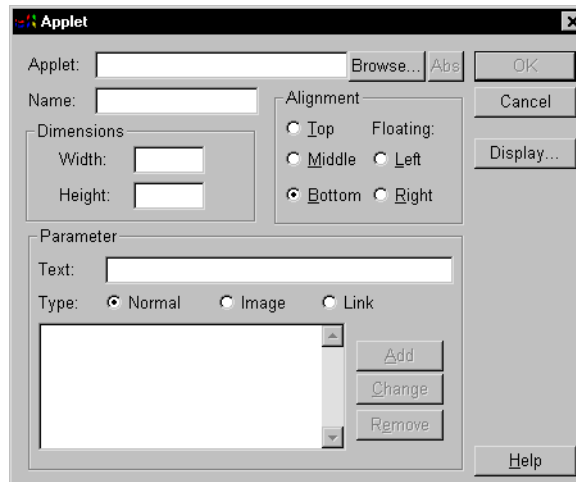 Applet
Applet: Browse... Abs OK
Name: Alignment Cancel
Dimensions Top Floating:
Width: Middle Left Display...
Height: Bottom Right
Parameter
Text:
Type: Normal Image Link
Add
Change
Remove
Help